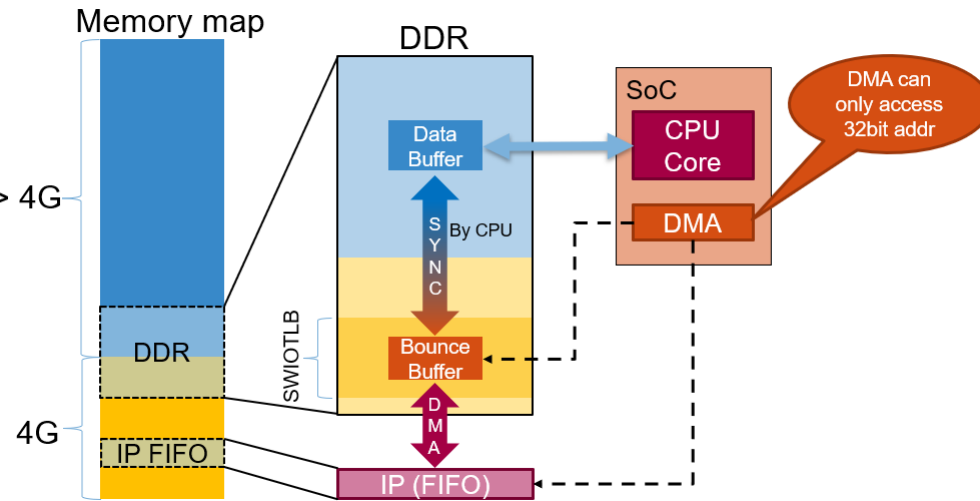 Memory map
> 4G
DDR
4G
IP FIFO
DDR
Data
Buffer
SYNC
By CPU
SWIOTLB
Bounce
Buffer
DMA
IP (FIFO)
SoC
CPU
Core
DMA
DMA can
only access
32bit addr